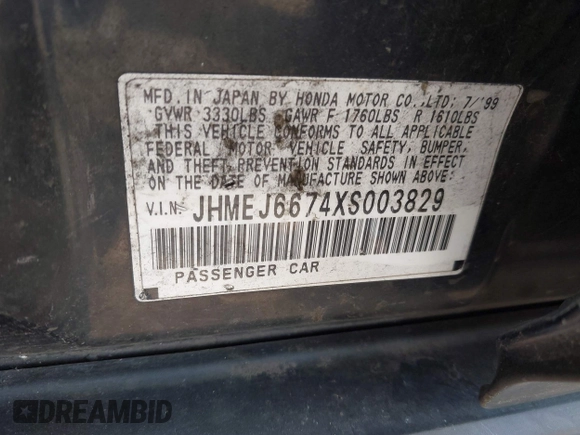 MFD. IN JAPAN BY HONDA MOTOR CO.,LTD; 7/'99
GVWR 3330LBS GAWR F 1760LBS R 1610LBS
THIS VEHICLE CONFORMS TO ALL APPLICABLE
FEDERAL MOTOR VEHICLE SAFETY, BUMPER,
AND THEFT PREVENTION STANDARDS IN EFFECT
ON THE DATE OF MANUFACTURE SHOWN ABOVE.
V.I.N. JHMEJ6674XS003829
PASSENGER CAR
DREAMBID